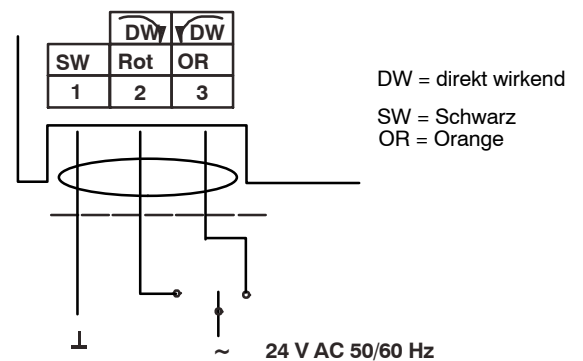 DW DW
SW Rot OR
1 2 3
DW = direkt wirkend
SW = Schwarz
OR = Orange
~ 24 V AC 50/60 Hz